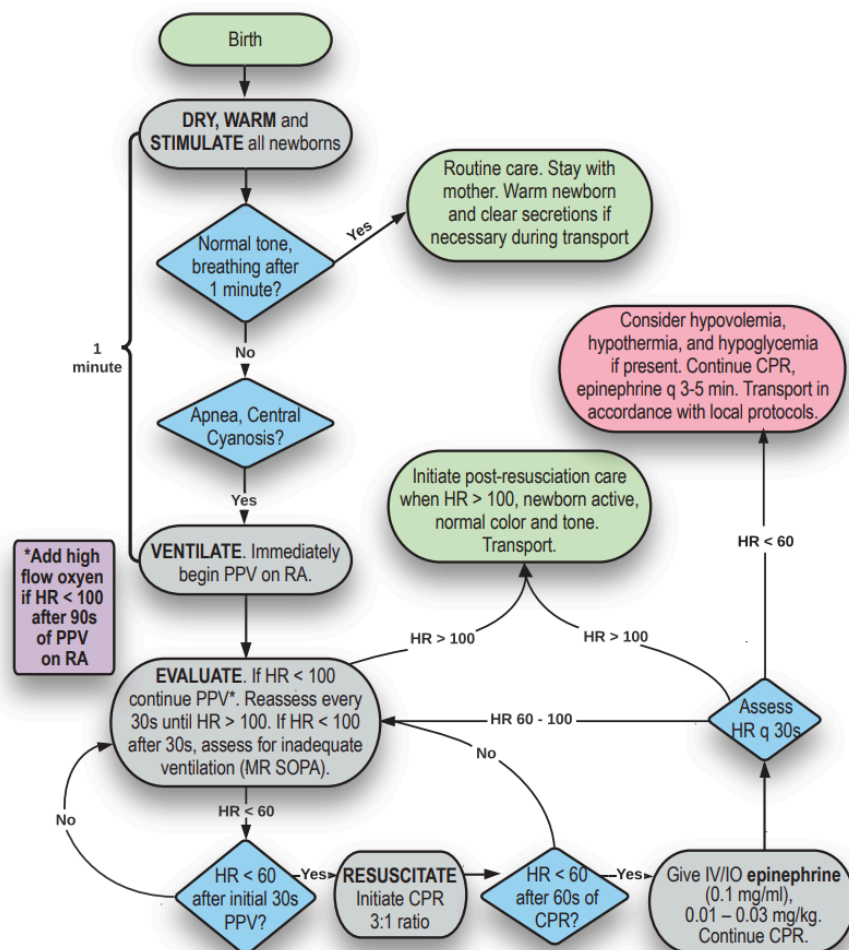 Birth
DRY, WARM and
STIMULATE all newborns
Routine care. Stay with
mother. Warm newborn
and clear secretions if
necessary during transport
Yes
Normal tone,
breathing after
1 minute?
1
minute
No
Consider hypovolemia,
hypothermia, and hypoglycemia
if present. Continue CPR,
epinephrine q 3-5 min. Transport in
accordance with local protocols.
Apnea, Central
Cyanosis?
Yes
Initiate post-resusciation care
when HR > 100, newborn active,
normal color and tone.
Transport.
HR < 60
VENTILATE. Immediately
begin PPV on RA.
*Add high
flow oxyen
if HR < 100
after 90s
of PPV
on RA
HR > 100
HR > 100
EVALUATE. If HR < 100
continue PPV*. Reassess every
30s until HR > 100. If HR < 100
after 30s, assess for inadequate
ventilation (MR SOPA).
HR 60 - 100
Assess
HR q 30s
No
No
HR < 60
HR < 60
after initial 30s
PPV?
Yes
RESUSCITATE
Initiate CPR
3:1 ratio
HR < 60
after 60s of
CPR?
Yes
Give IV/IO epinephrine
(0.1 mg/ml),
0.01 – 0.03 mg/kg.
Continue CPR.